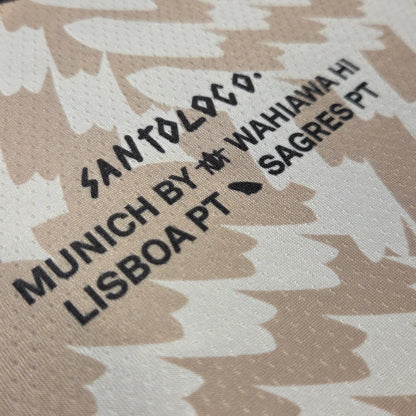 SANTOLOCO.
MUNICH BY WAHIAWA HI
LISBOA PT SAGRES PT